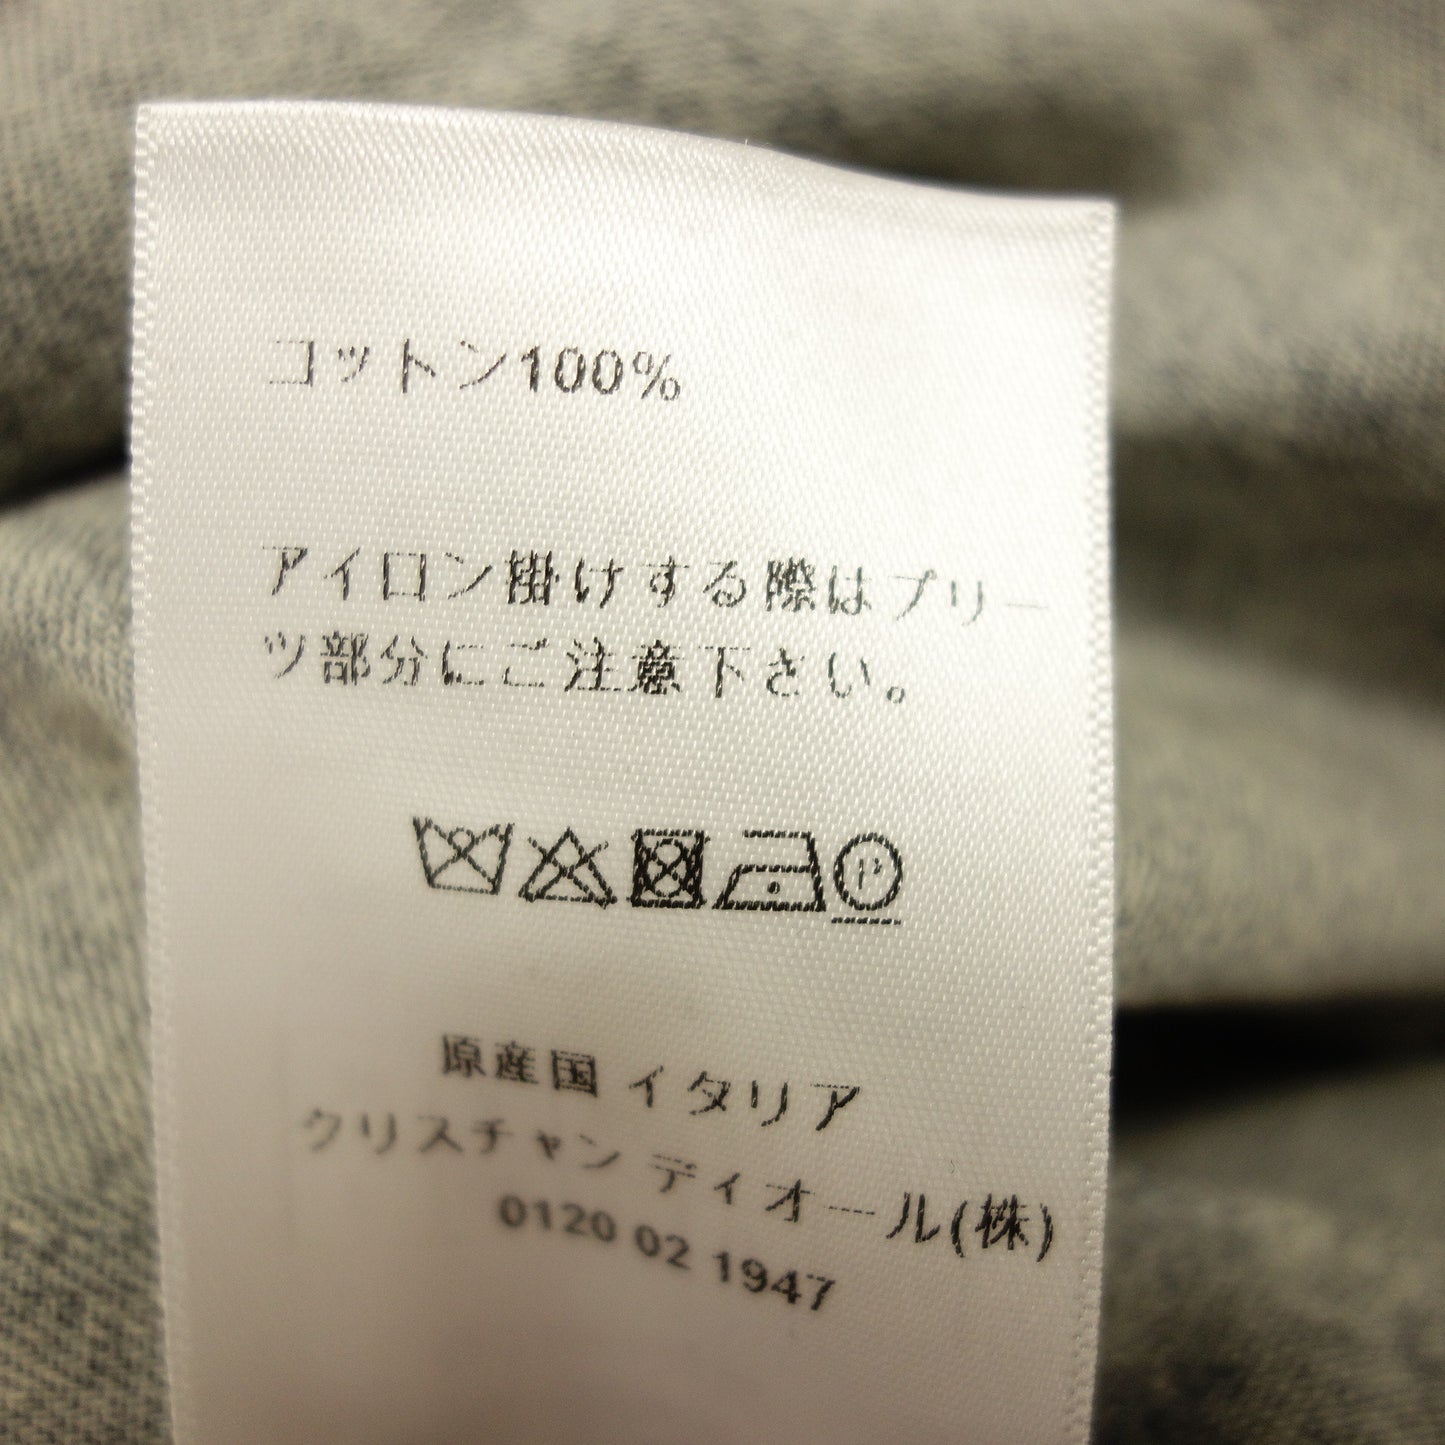 コットン100%
アイロン掛けする際はプリー
ツ部分にご注意下さい。
P
原産国 イタリア
クリスチャン ディオール(株)
0120 02 1947